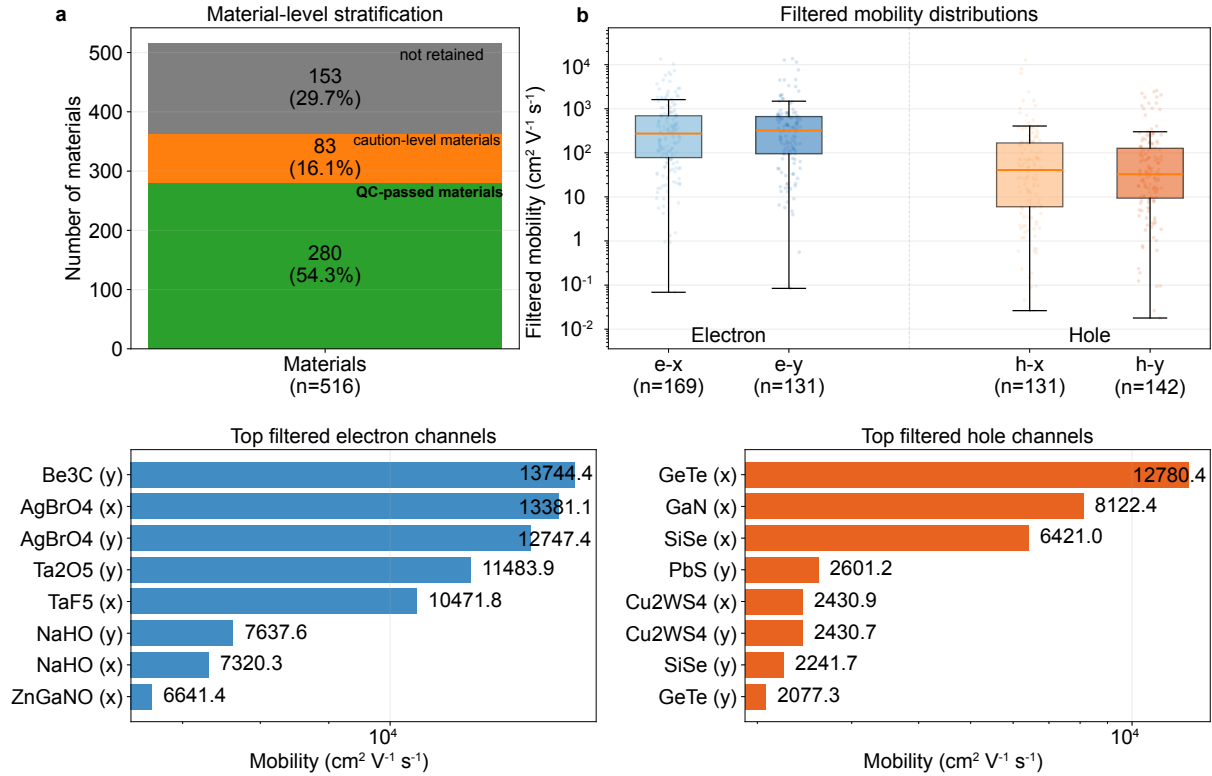 a
Material-level stratification
Number of materials
500
400
300
200
100
0
not retained
153
(29.7%)
caution-level materials
83
(16.1%)
QC-passed materials
280
(54.3%)
Materials
(n=516)
b
Filtered mobility distributions
Filtered mobility (cm² V⁻¹ s⁻¹)
10⁴
10³
10²
10
1
10⁻¹
10⁻²
Electron
Hole
e-x
(n=169)
e-y
(n=131)
h-x
(n=131)
h-y
(n=142)
Top filtered electron channels
Be3C (y) 13744.4
AgBrO4 (x) 13381.1
AgBrO4 (y) 12747.4
Ta2O5 (y) 11483.9
TaF5 (x) 10471.8
NaHO (y) 7637.6
NaHO (x) 7320.3
ZnGaNO (x) 6641.4
10⁴
Mobility (cm² V⁻¹ s⁻¹)
Top filtered hole channels
GeTe (x) 12780.4
GaN (x) 8122.4
SiSe (x) 6421.0
PbS (y) 2601.2
Cu2WS4 (x) 2430.9
Cu2WS4 (y) 2430.7
SiSe (y) 2241.7
GeTe (y) 2077.3
10⁴
Mobility (cm² V⁻¹ s⁻¹)